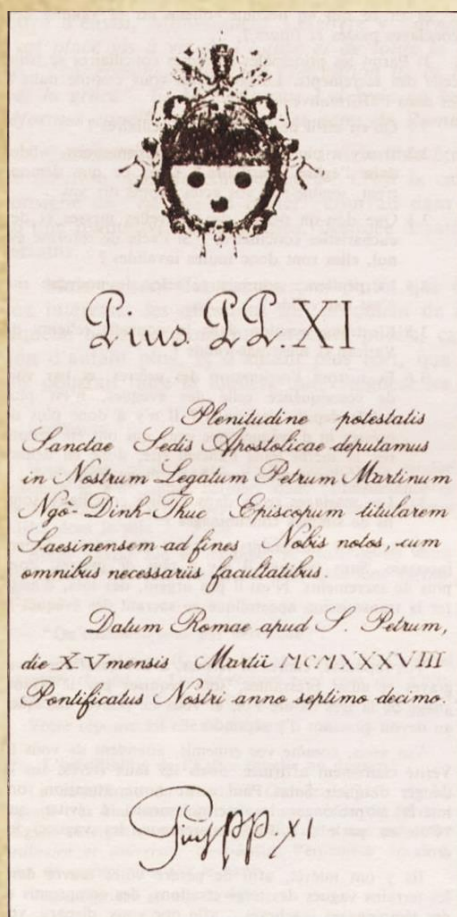 Pius PP. XI
Plenitudine potestatis
Sanctae Sedis Apostolicae deputamus
in Nostrum Legatum Petrum Martinum
Ngô-Dinh-Thuc Episcopum titularem
Saesinensem ad fines Nobis notos, cum
omnibus necessariis facultatibus.
Datum Romae apud S. Petrum,
die X Vmensis Martii MCMXXXVIII
Pontificatus Nostri anno septimo decimo.
Pius PP. XI